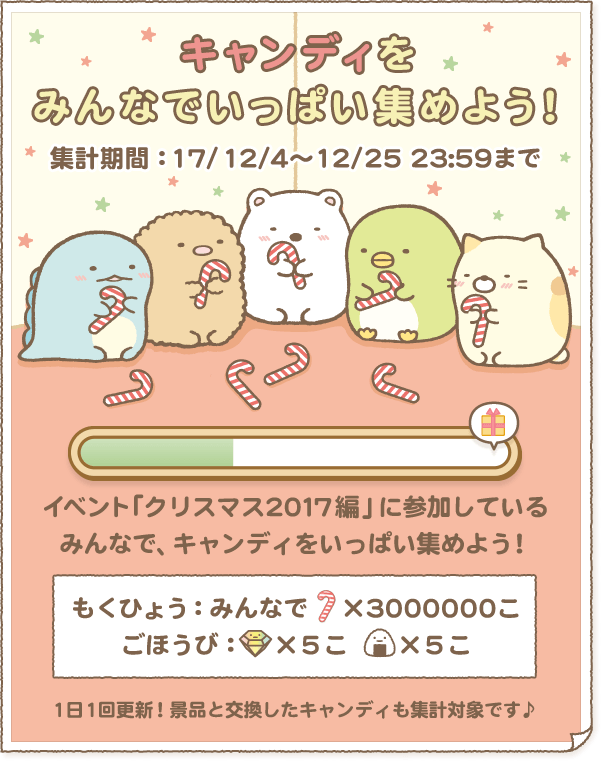 キャンディを
みんなでいっぱい集めよう!
集計期間:17/12/4〜12/25 23:59まで
イベント「クリスマス2017編」に参加している
みんなで、キャンディをいっぱい集めよう!
もくひょう:みんなで ×3000000こ
ごほうび: ×5こ ×5こ
1日1回更新!景品と交換したキャンディも集計対象です♪